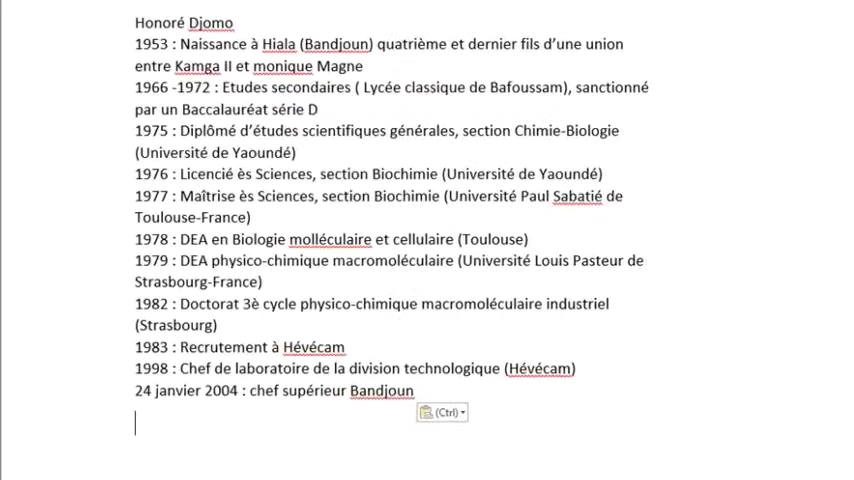 Honoré Djomo
1953 : Naissance à Hiala (Bandjoun) quatrième et dernier fils d’une union
entre Kamga II et monique Magne
1966 -1972 : Etudes secondaires ( Lycée classique de Bafoussam), sanctionné
par un Baccalauréat série D
1975 : Diplômé d’études scientifiques générales, section Chimie-Biologie
(Université de Yaoundé)
1976 : Licencié ès Sciences, section Biochimie (Université de Yaoundé)
1977 : Maîtrise ès Sciences, section Biochimie (Université Paul Sabatié de
Toulouse-France)
1978 : DEA en Biologie molléculaire et cellulaire (Toulouse)
1979 : DEA physico-chimique macromoléculaire (Université Louis Pasteur de
Strasbourg-France)
1982 : Doctorat 3è cycle physico-chimique macromoléculaire industriel
(Strasbourg)
1983 : Recrutement à Hévécam
1998 : Chef de laboratoire de la division technologique (Hévécam)
24 janvier 2004 : chef supérieur Bandjoun
(Ctrl)